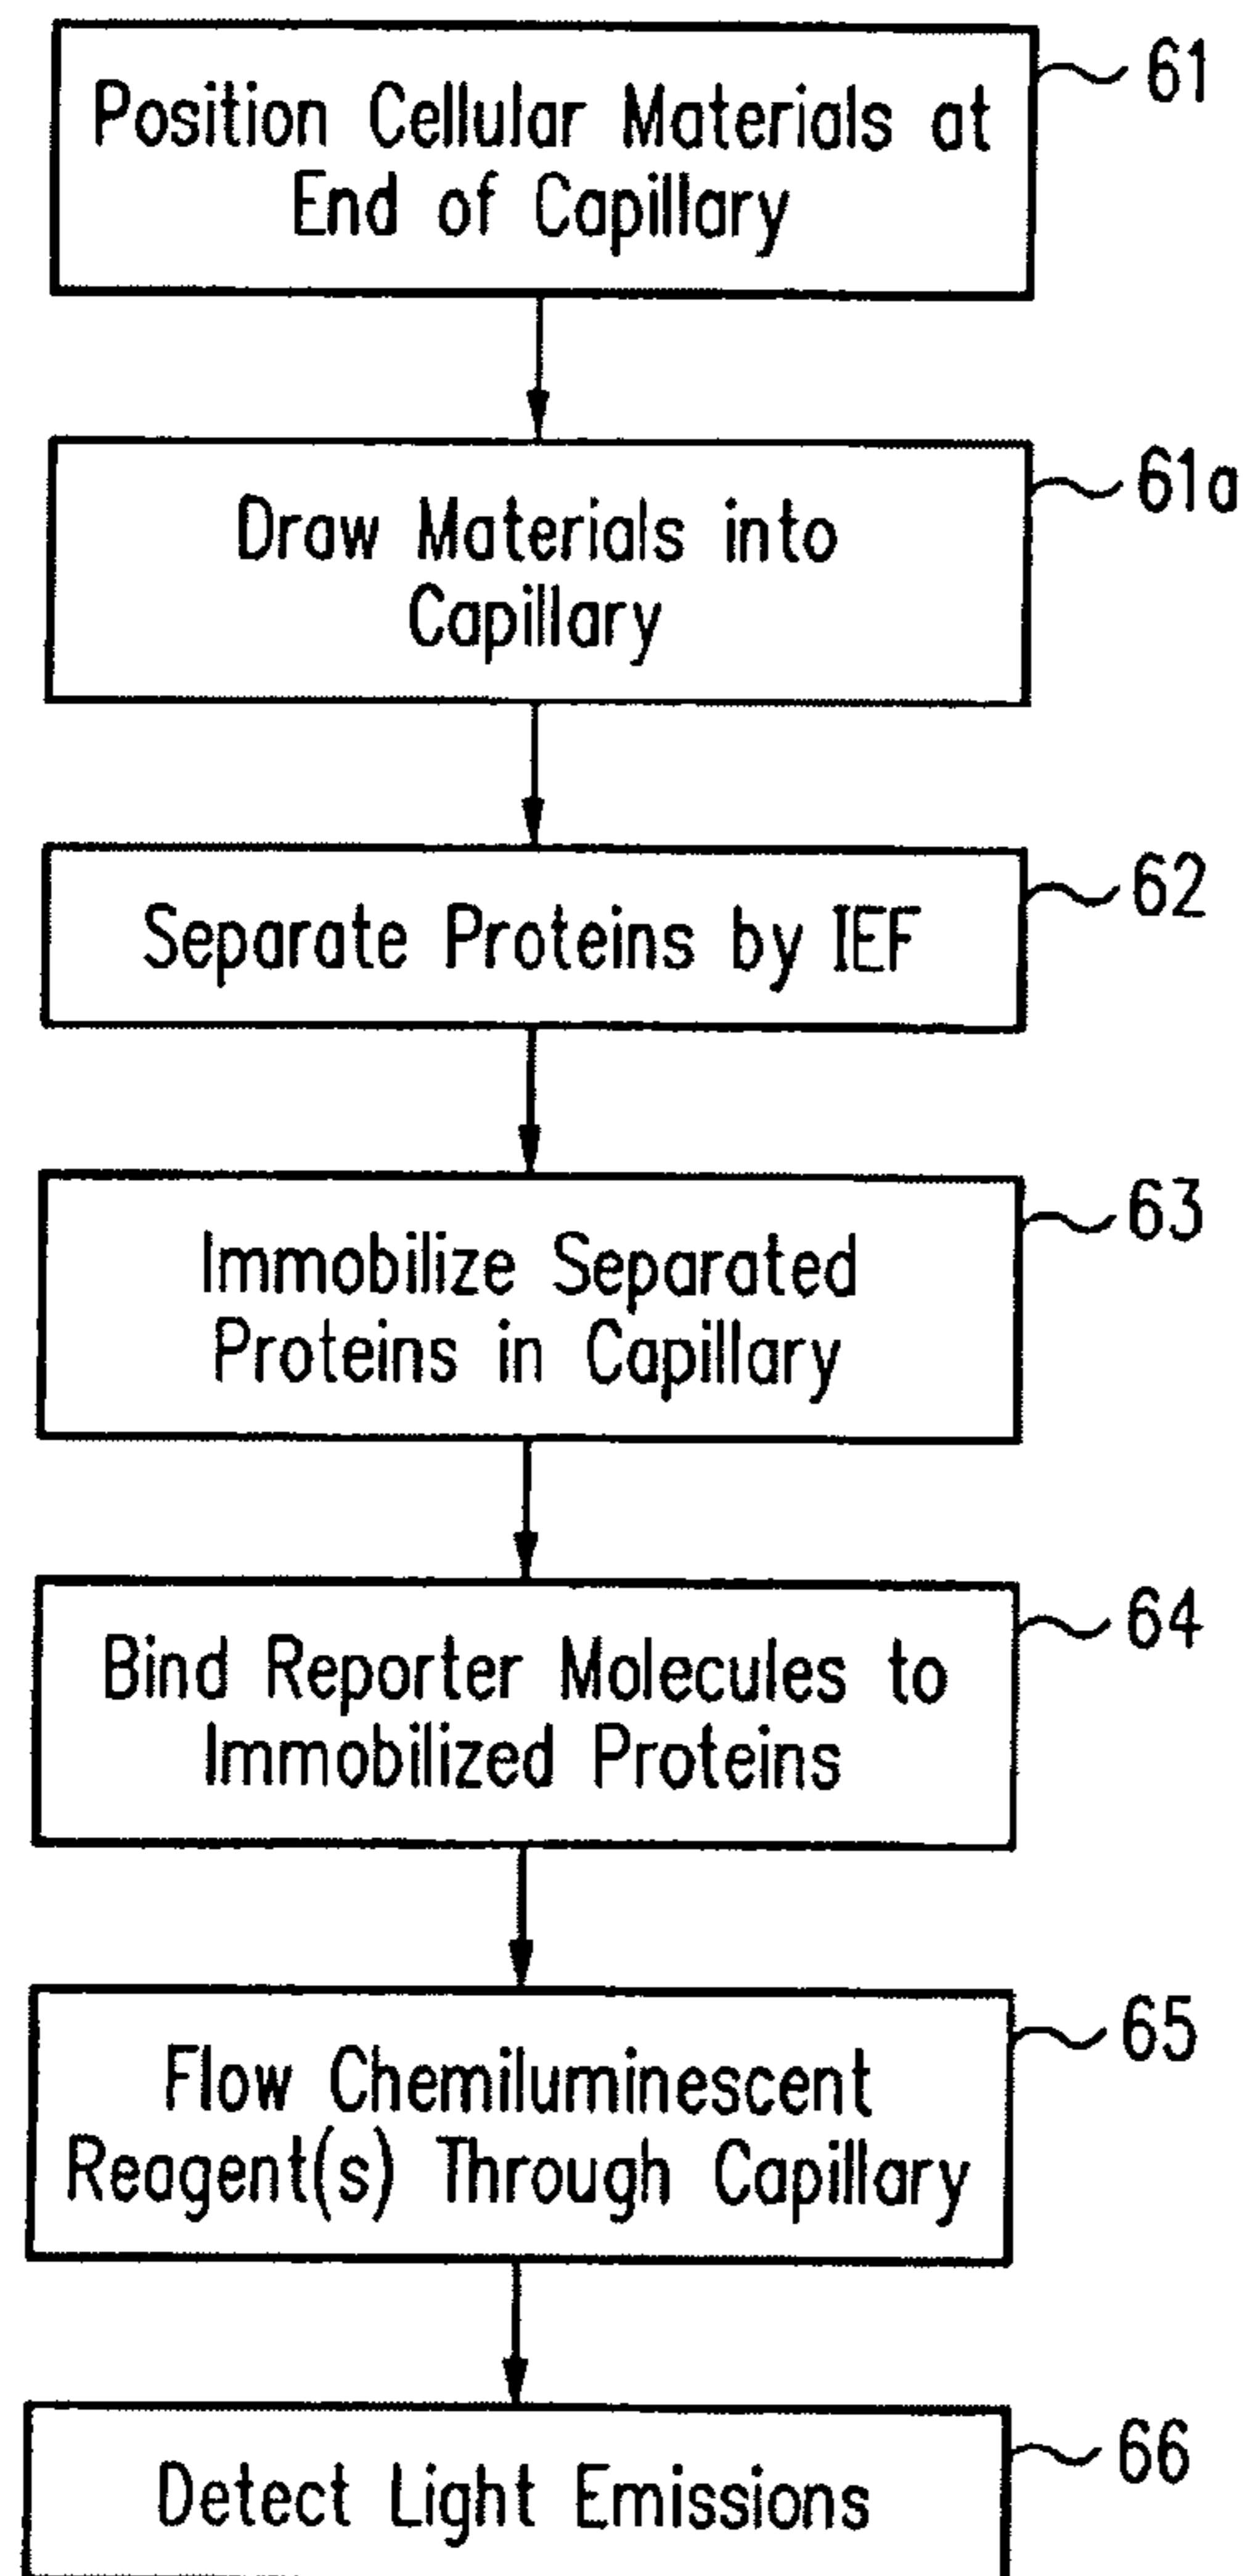 Position Cellular Materials at
End of Capillary
61
Draw Materials into
Capillary
61a
Separate Proteins by IEF
62
Immobilize Separated
Proteins in Capillary
63
Bind Reporter Molecules to
Immobilized Proteins
64
Flow Chemiluminescent
Reagent(s) Through Capillary
65
Detect Light Emissions
66